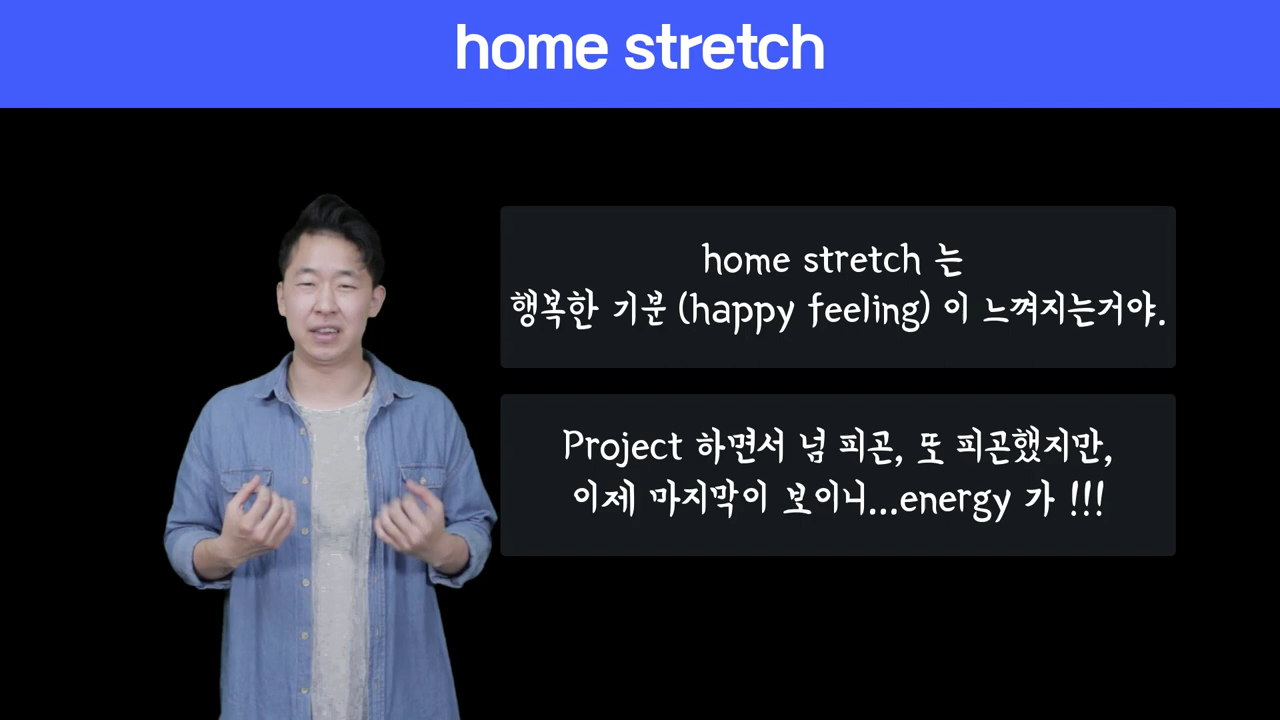 home stretch
home stretch 는
행복한 기분 (happy feeling) 이 느껴지는거야.
Project 하면서 넘 피곤, 또 피곤했지만,
이제 마지막이 보이니...energy 가 !!!